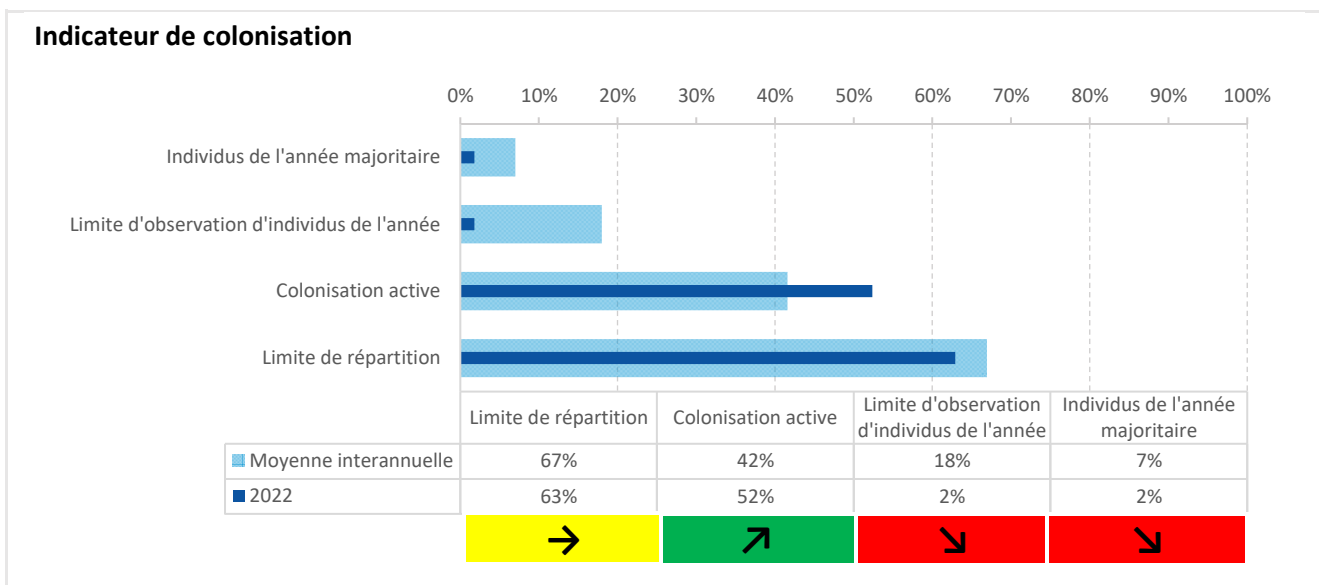 Indicateur de colonisation
0% 10% 20% 30% 40% 50% 60% 70% 80% 90% 100%
Individus de l'année majoritaire
Limite d'observation d'individus de l'année
Colonisation active
Limite de répartition
Limite de répartition Colonisation active Limite d'observation d'individus de l'année Individus de l'année majoritaire
Moyenne interannuelle 67% 42% 18% 7%
2022 63% 52% 2% 2%
→ ↗ ↘ ↘